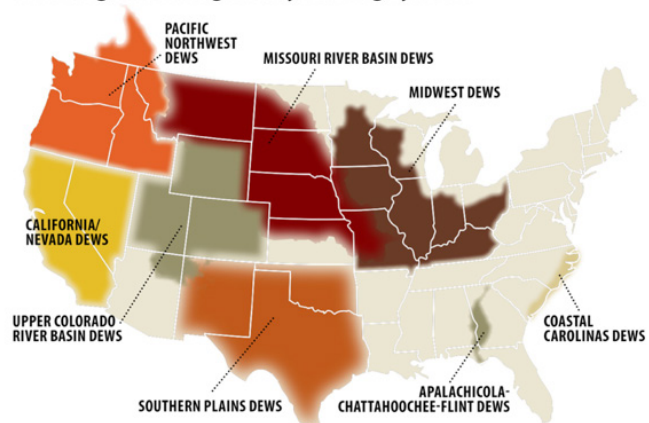 PACIFIC
NORTHWEST
DEWS
MISSOURI RIVER BASIN DEWS
MIDWEST DEWS
CALIFORNIA/
NEVADA DEWS
UPPER COLORADO
RIVER BASIN DEWS
COASTAL
CAROLINAS DEWS
SOUTHERN PLAINS DEWS
APALACHICOLA-
CHATTAHOOCHEE-FLINT DEWS